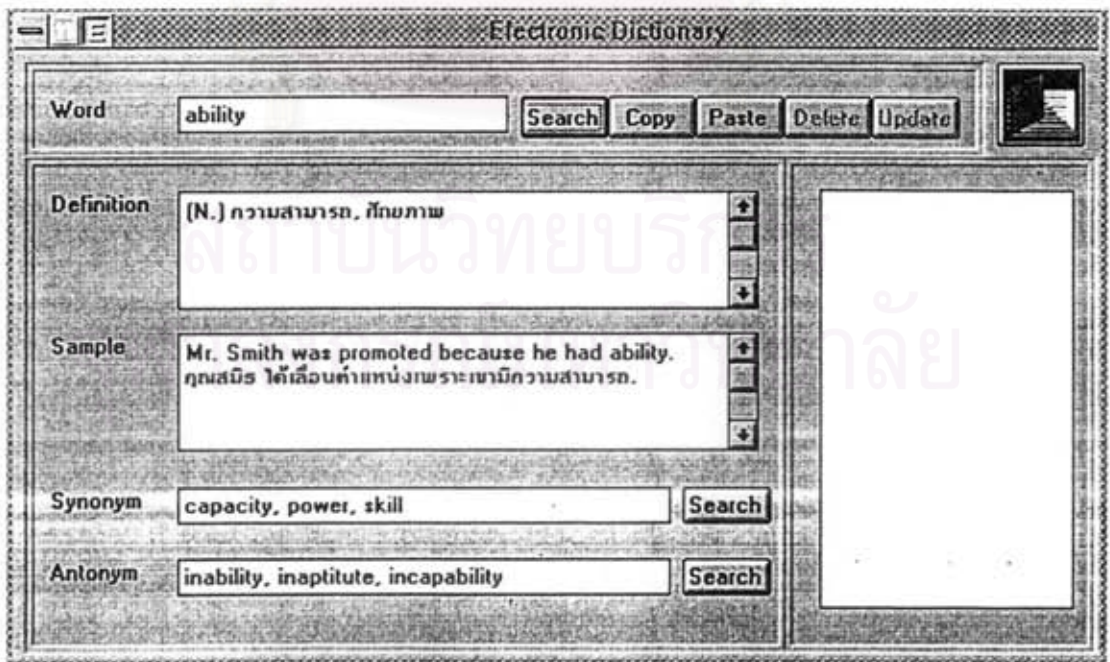 Electronic Dictionary
Word ability Search Copy Paste Delete Update
Definition (N.) ความสามารถ, ศักยภาพ
Sample Mr. Smith was promoted because he had ability.
คุณสมิธ ได้เลื่อนตำแหน่งเพราะเขามีความสามารถ.
Synonym capacity, power, skill Search
Antonym inability, inaptitute, incapability Search